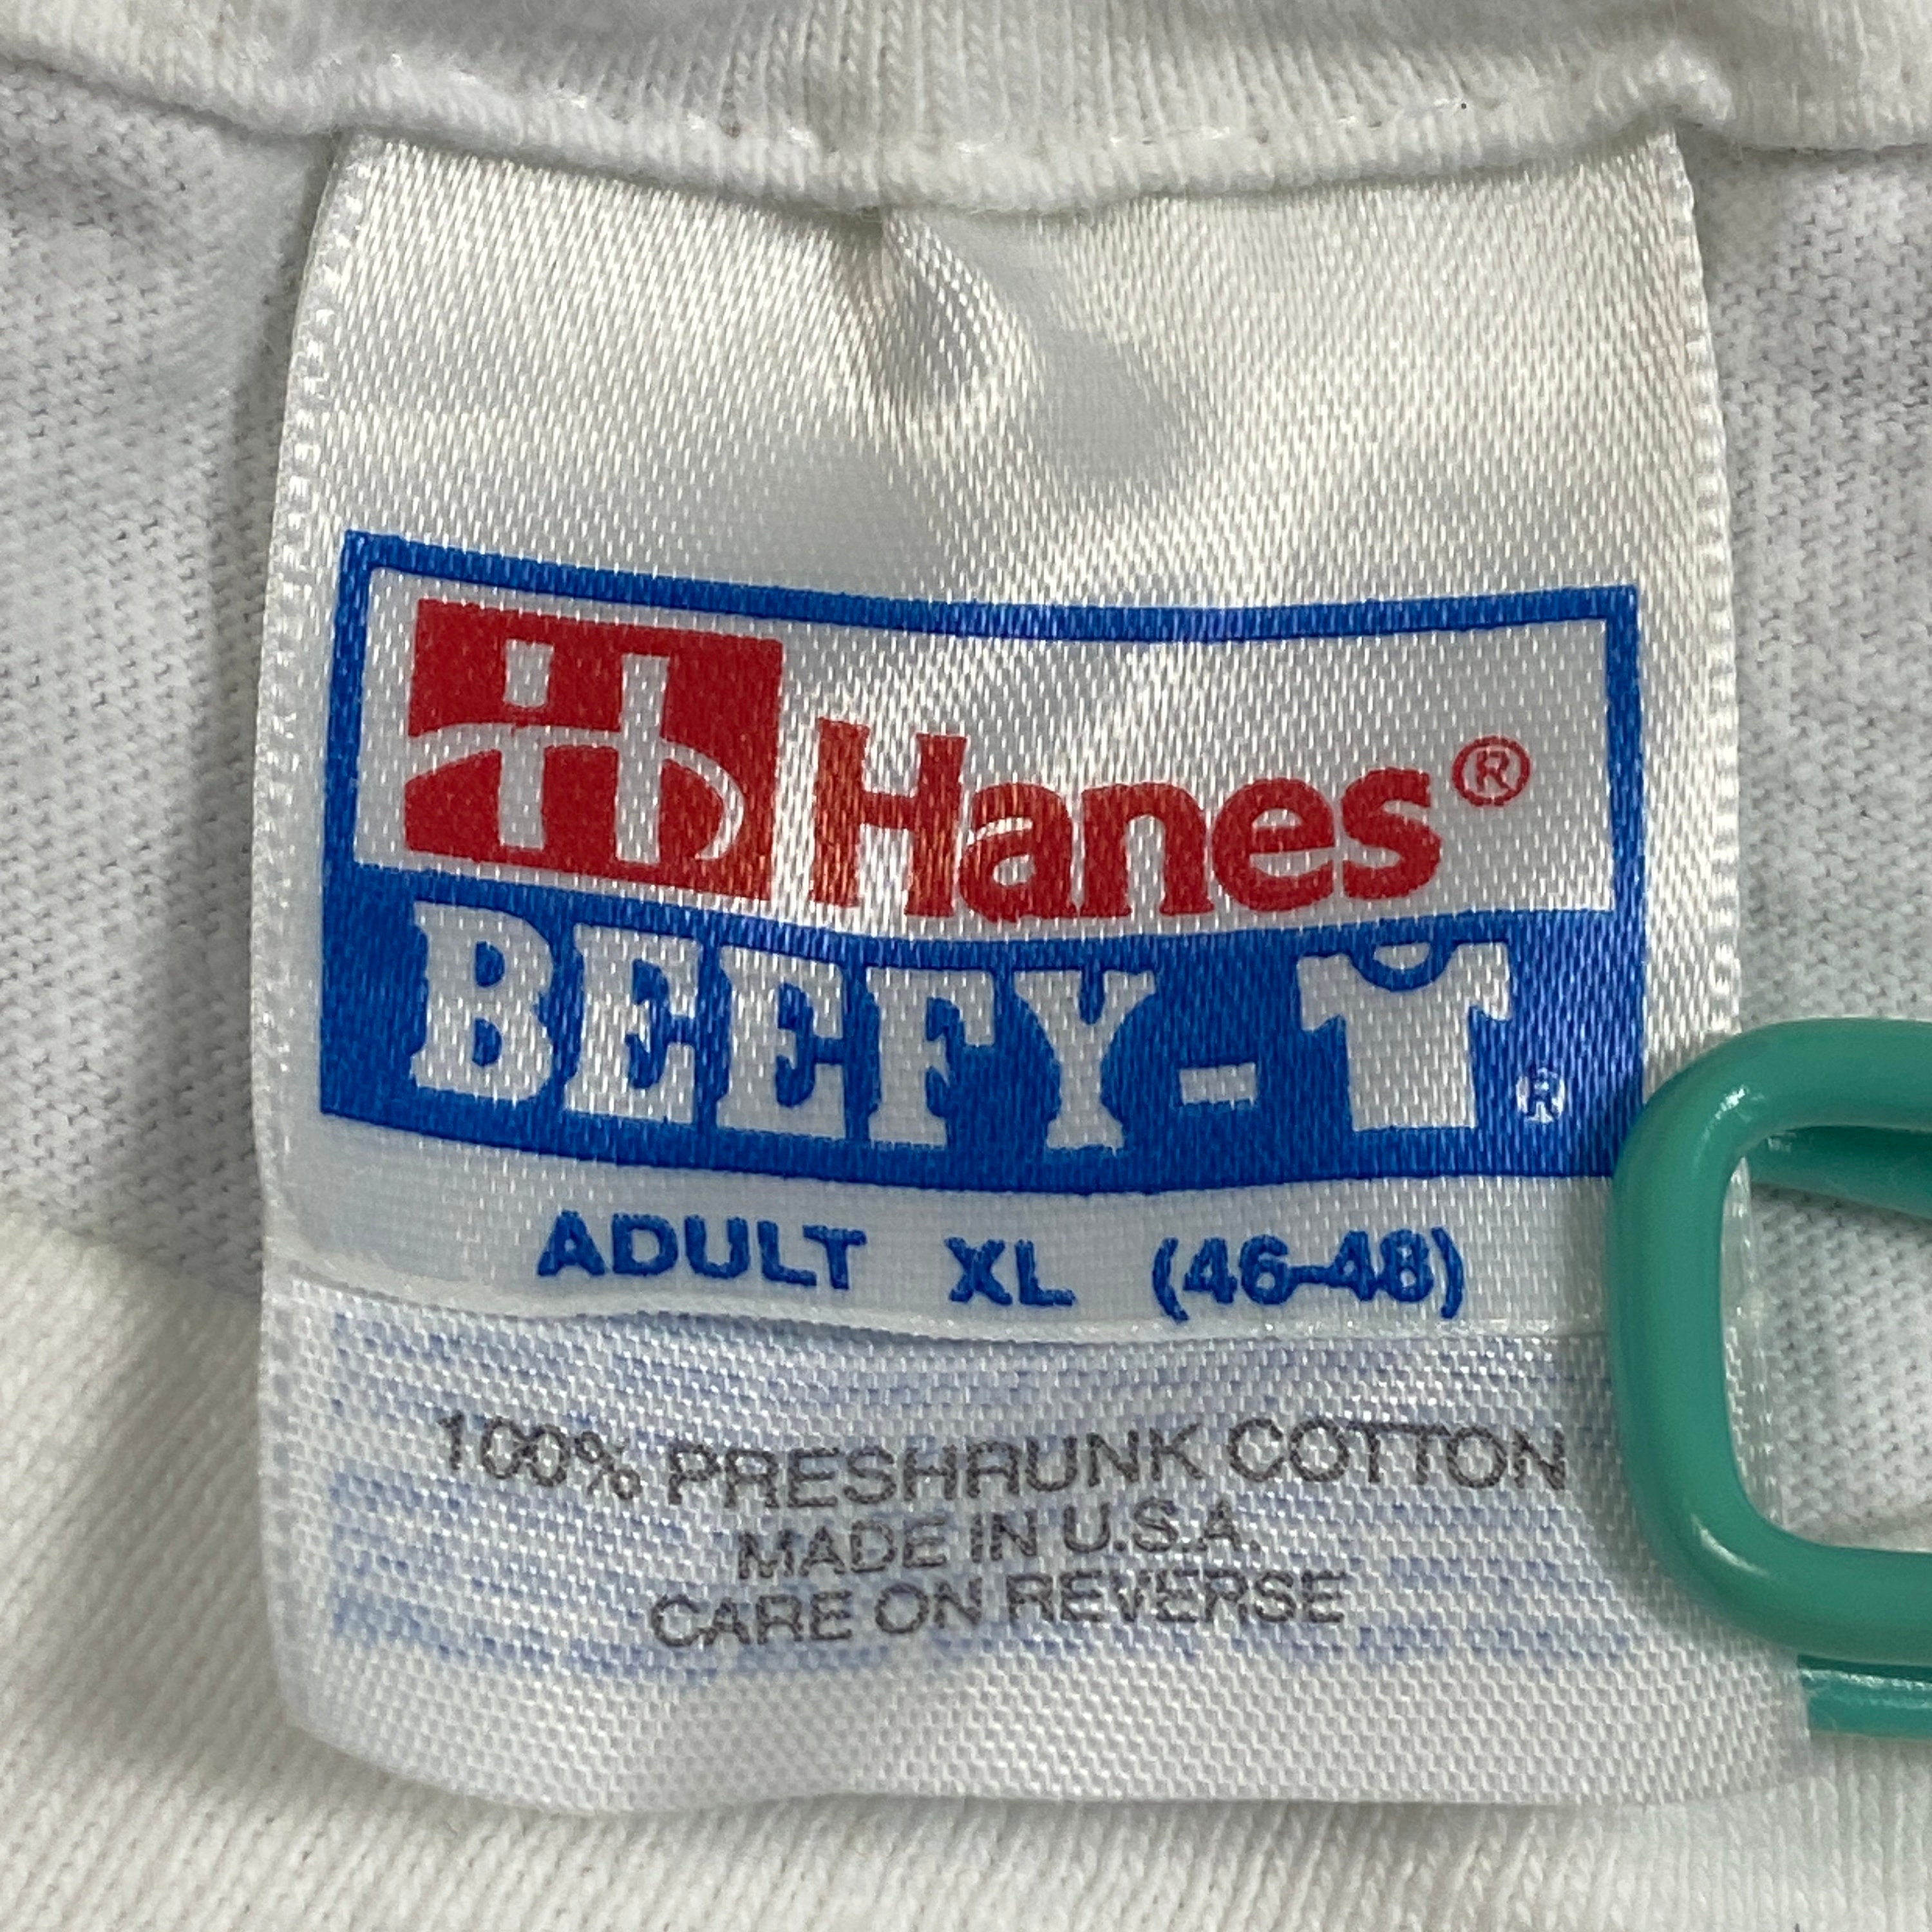 Hanes®
BEEFY-T®
ADULT XL (46-48)
100% PRESHRUNK COTTON
MADE IN U.S.A.
CARE ON REVERSE